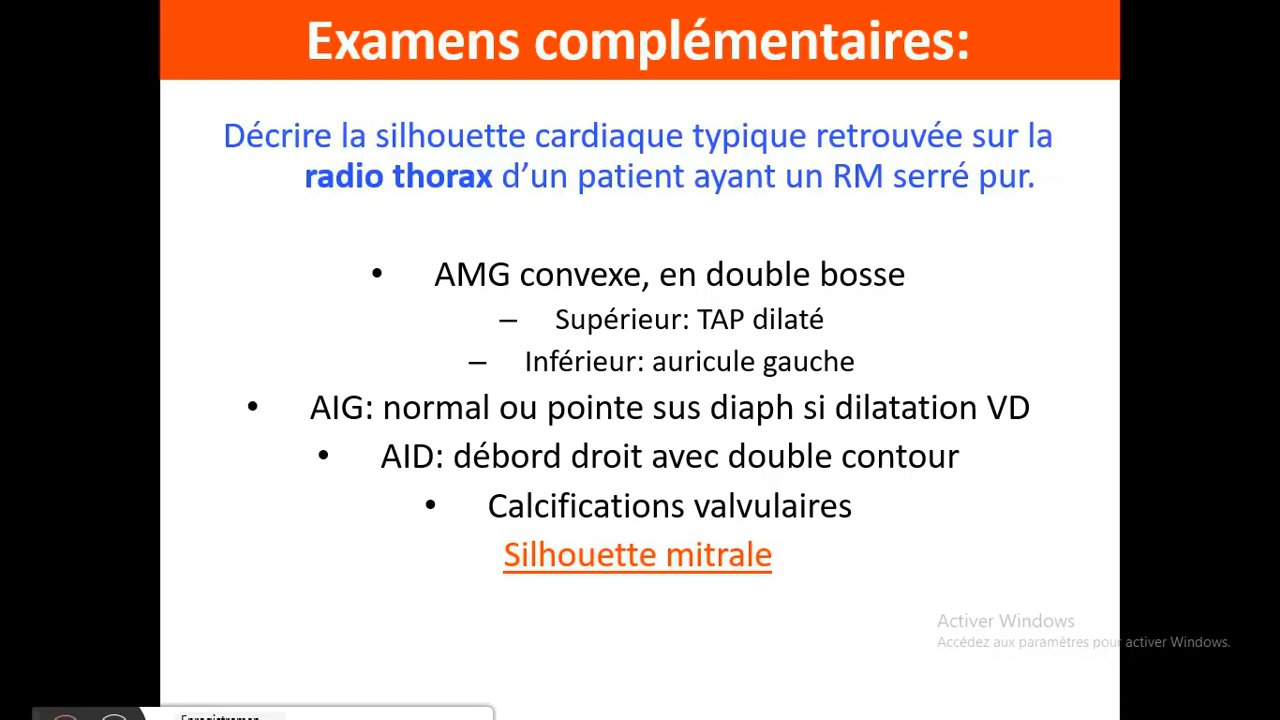 Examens complémentaires:
Décrire la silhouette cardiaque typique retrouvée sur la
radio thorax d’un patient ayant un RM serré pur.
• AMG convexe, en double bosse
– Supérieur: TAP dilaté
– Inférieur: auricule gauche
• AIG: normal ou pointe sus diaph si dilatation VD
• AID: débord droit avec double contour
• Calcifications valvulaires
Silhouette mitrale
Activer Windows
Accédez aux paramètres pour activer Windows.